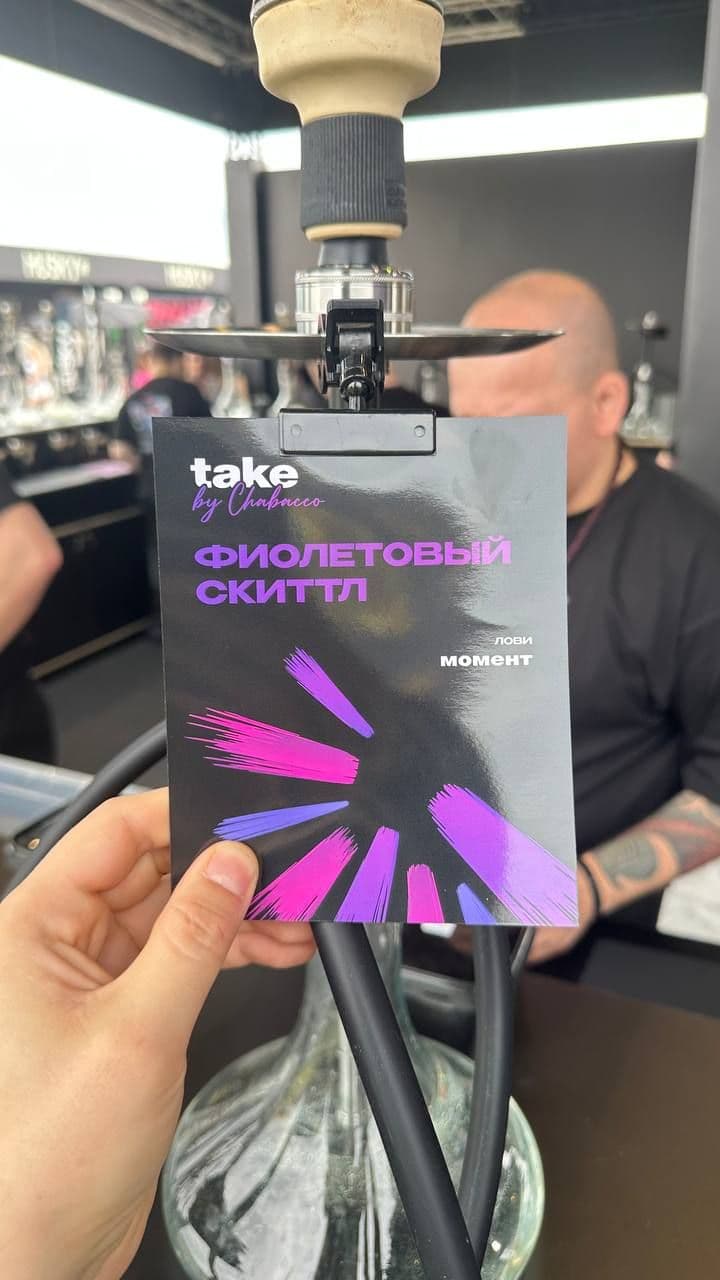 take
by Chabacco
ФИОЛЕТОВЫЙ
СКИТТЛ
ЛОВИ
МОМЕНТ